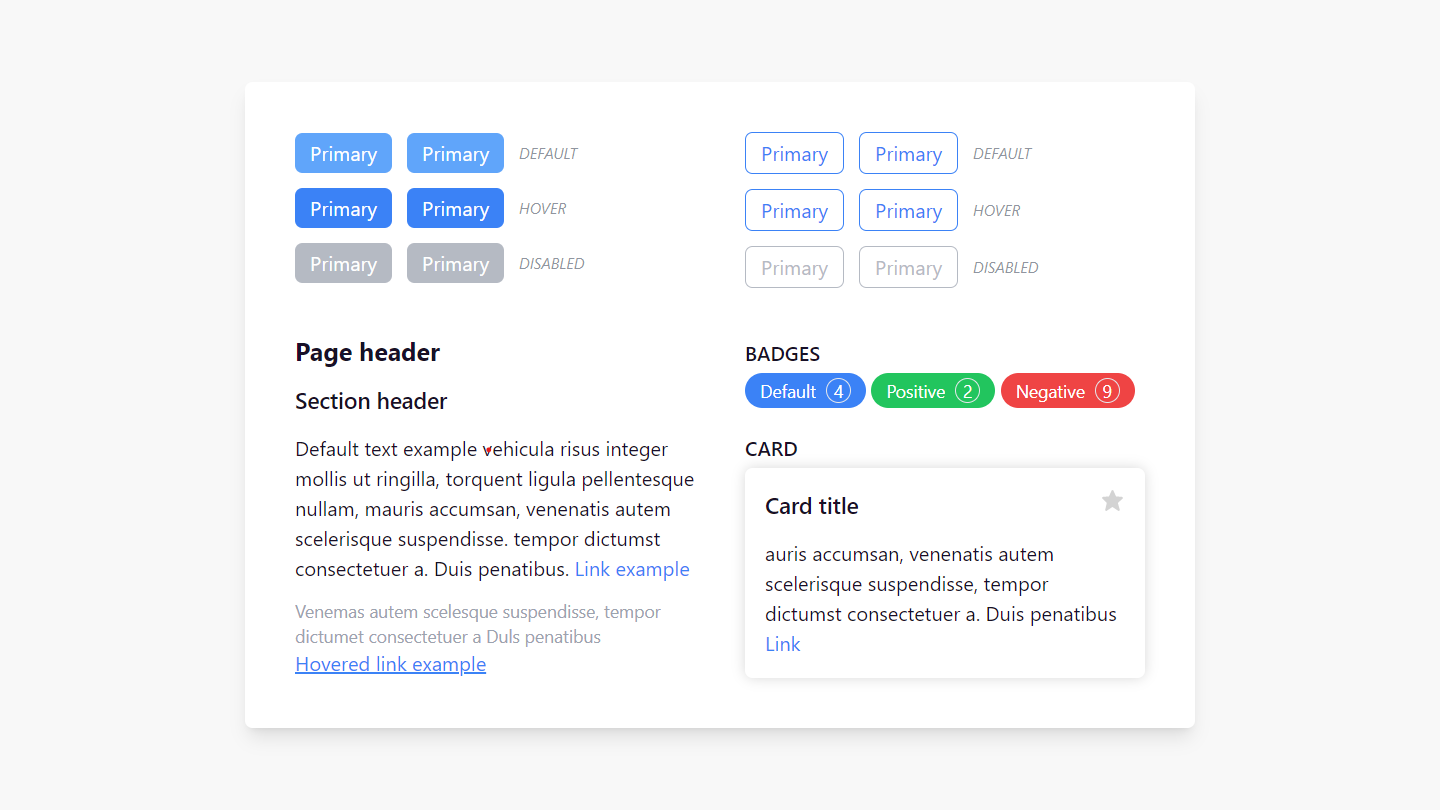 Primary Primary DEFAULT
Primary Primary HOVER
Primary Primary DISABLED
Primary Primary DEFAULT
Primary Primary HOVER
Primary Primary DISABLED
Page header
Section header
Default text example vehicula risus integer
mollis ut ringilla, torquent ligula pellentesque
nullam, mauris accumsan, venenatis autem
scelerisque suspendisse. tempor dictumst
consectetuer a. Duis penatibus. Link example
Venemas autem scelesque suspendisse, tempor
dictumet consectetuer a Duls penatibus
Hovered link example
BADGES
Default 4 Positive 2 Negative 9
CARD
Card title
auris accumsan, venenatis autem
scelerisque suspendisse, tempor
dictumst consectetuer a. Duis penatibus
Link